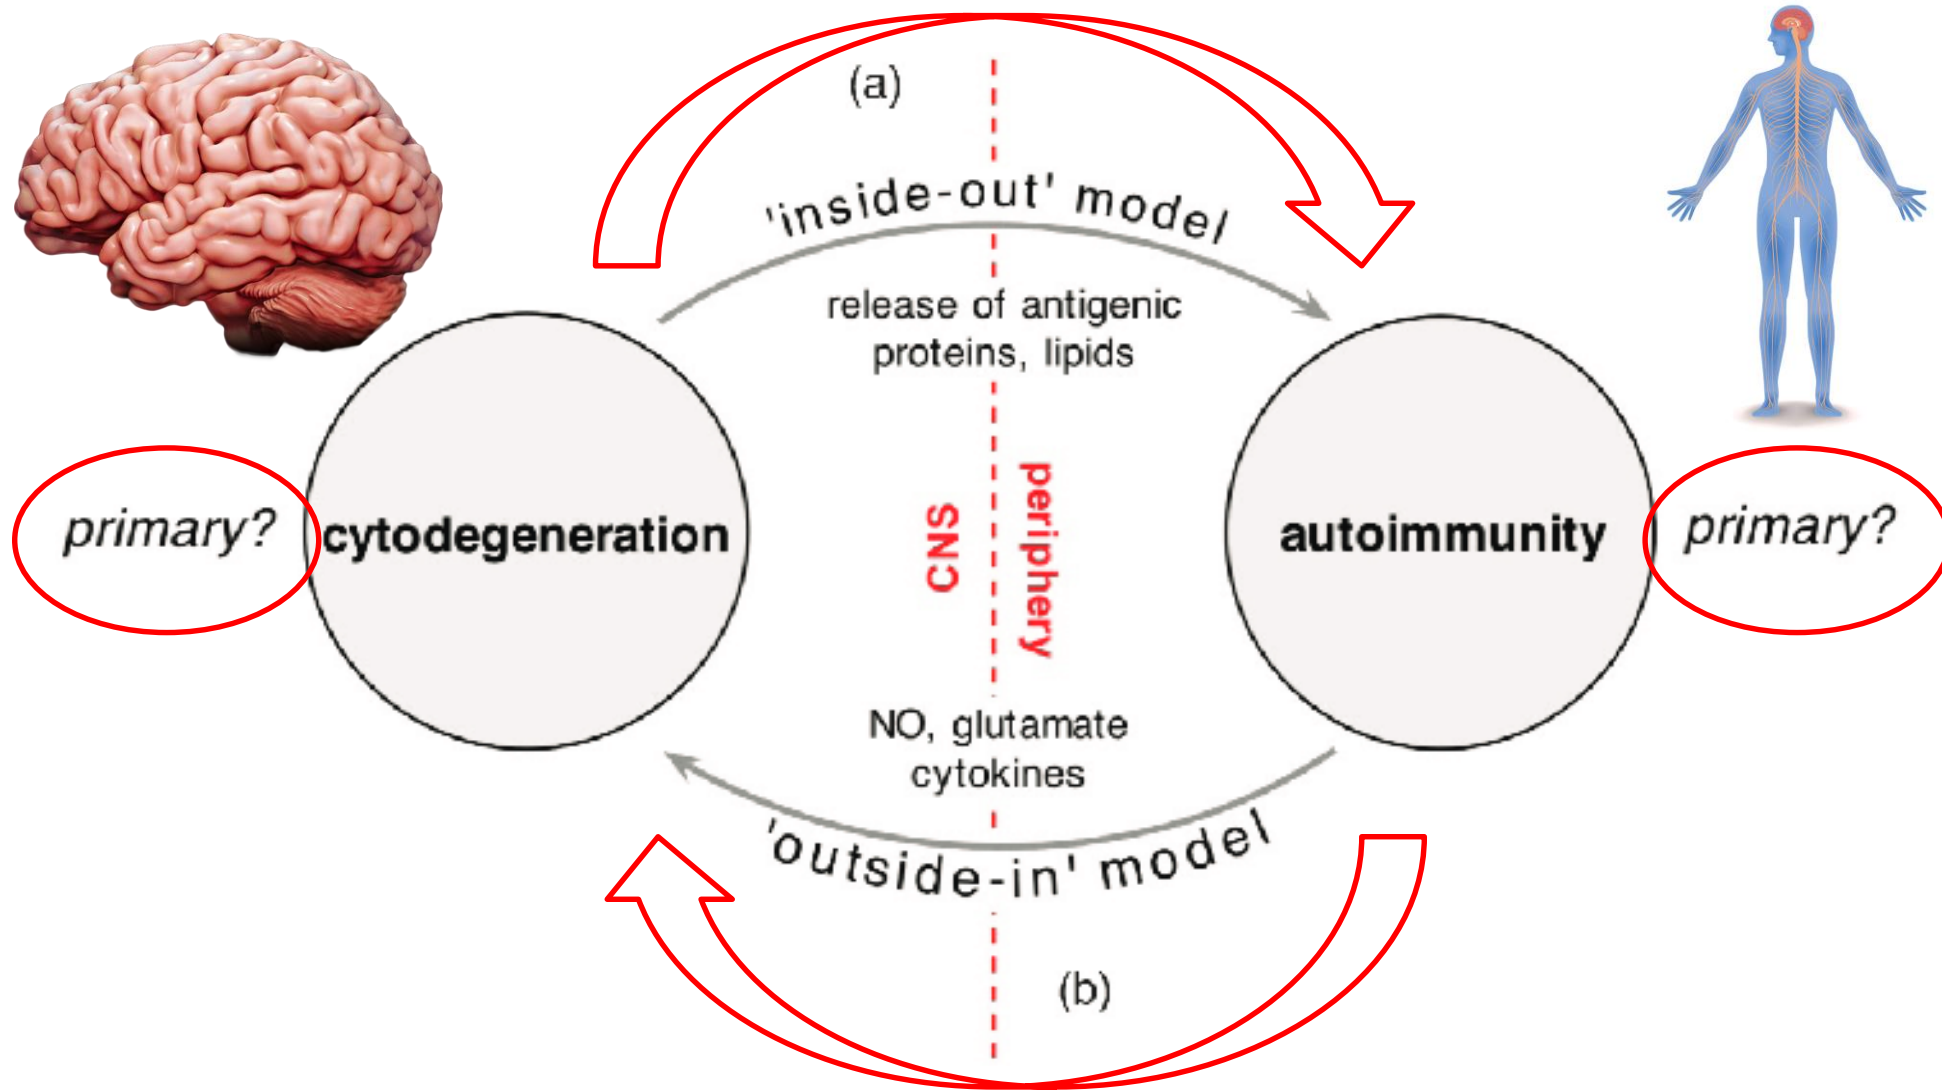 (a)
'inside-out' model
release of antigenic
proteins, lipids
primary?
cytodegeneration
CNS
periphery
autoimmunity
primary?
NO, glutamate
cytokines
'outside-in' model
(b)